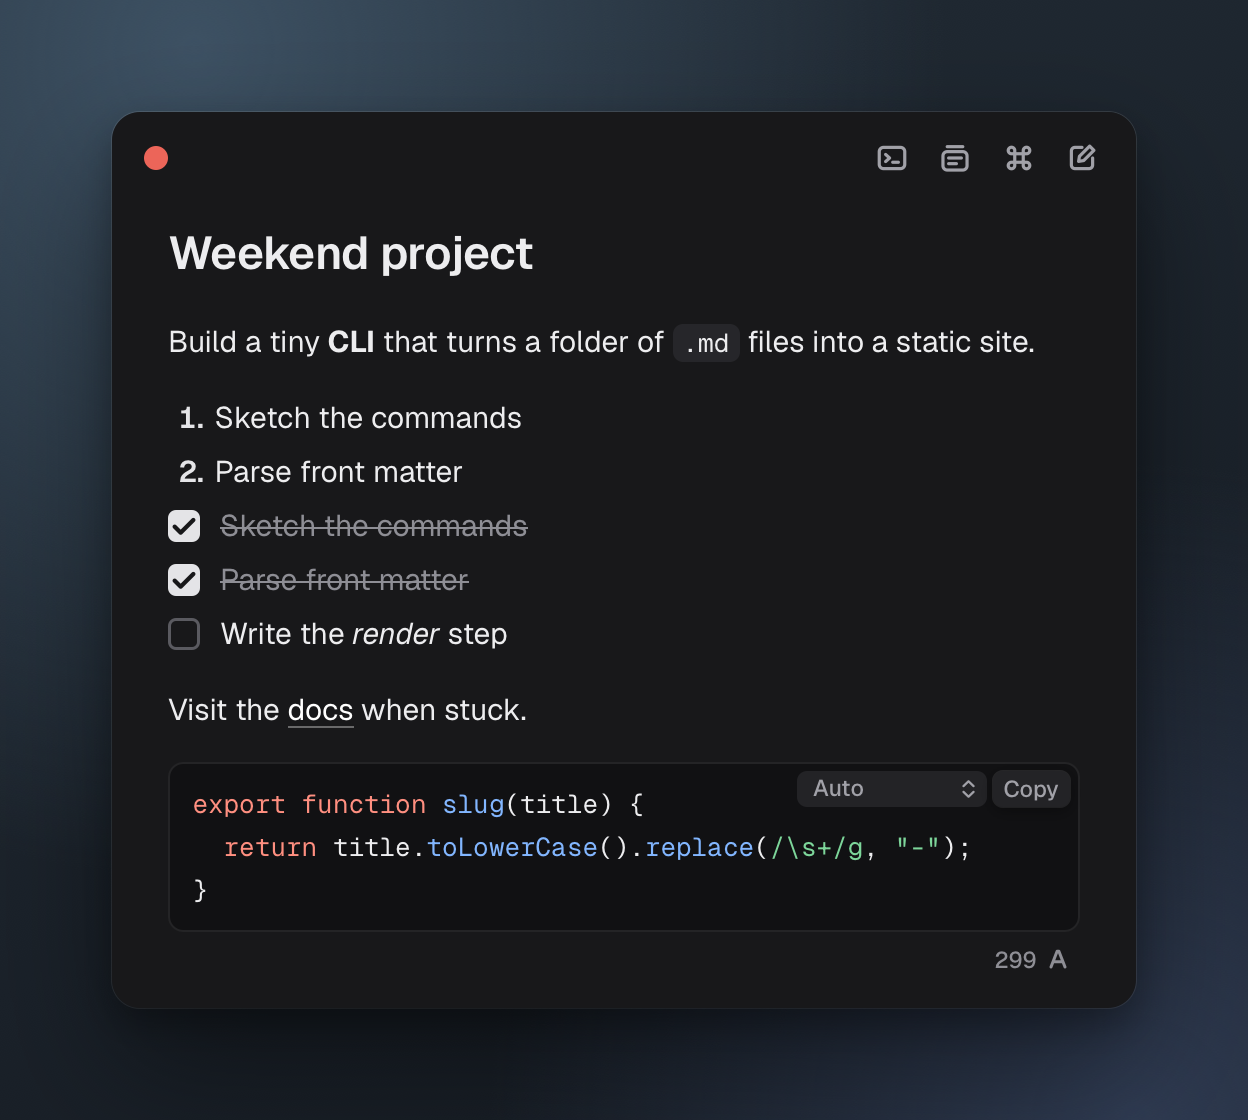 Weekend project
Build a tiny CLI that turns a folder of .md files into a static site.
1. Sketch the commands
2. Parse front matter
Sketch the commands
Parse front matter
Write the render step
Visit the docs when stuck.
Auto Copy
export function slug(title) {
  return title.toLowerCase().replace(/\s+/g, "-");
}
299 A